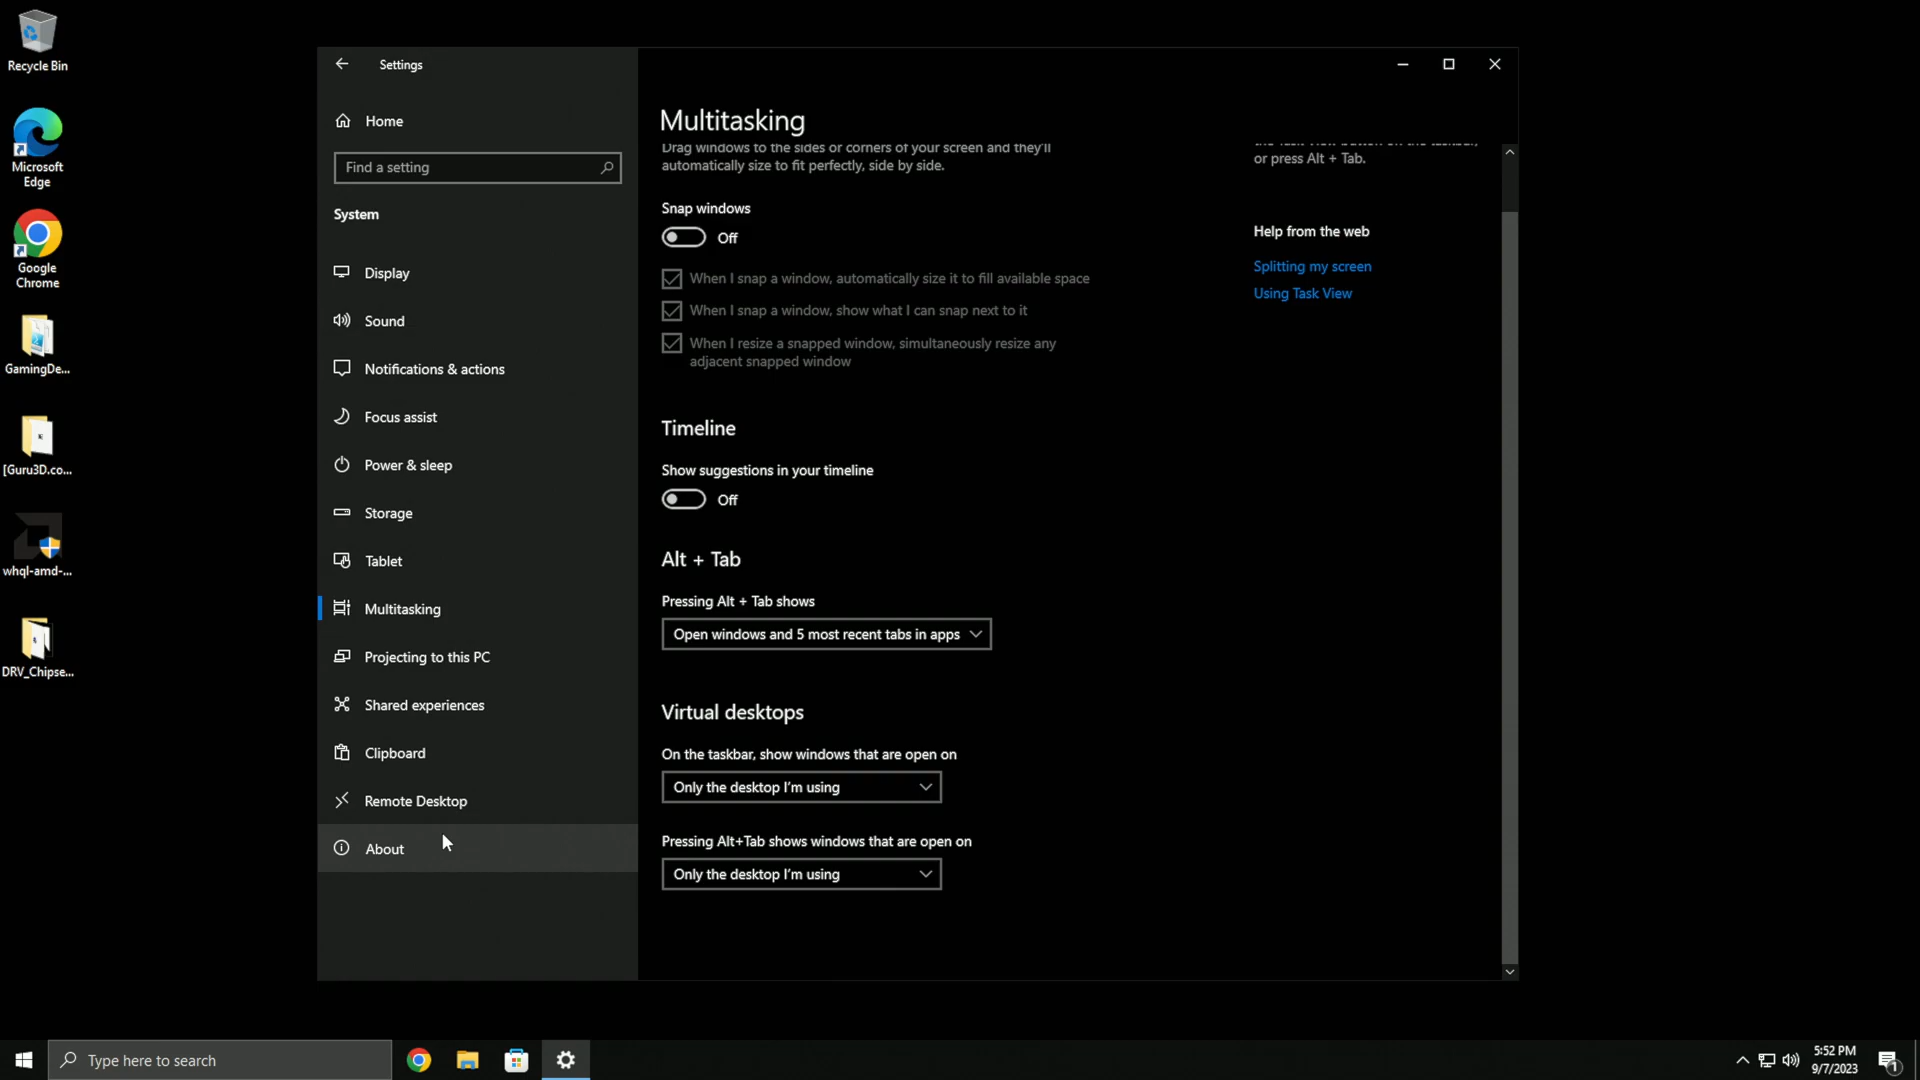 Recycle Bin
Microsoft
Edge
Google
Chrome
GamingDe...
[Guru3D.co...
whql-amd-...
DRV_Chipse...
Settings
Home
Find a setting
System
Display
Sound
Notifications & actions
Focus assist
Power & sleep
Storage
Tablet
Multitasking
Projecting to this PC
Shared experiences
Clipboard
Remote Desktop
About
Multitasking
Drag windows to the sides or corners of your screen and they'll
automatically size to fit perfectly, side by side.
Snap windows
Off
When I snap a window, automatically size it to fill available space
When I snap a window, show what I can snap next to it
When I resize a snapped window, simultaneously resize any
adjacent snapped window
Timeline
Show suggestions in your timeline
Off
Alt + Tab
Pressing Alt + Tab shows
Open windows and 5 most recent tabs in apps
Virtual desktops
On the taskbar, show windows that are open on
Only the desktop I'm using
Pressing Alt+Tab shows windows that are open on
Only the desktop I'm using
the Task View button on the taskbar,
or press Alt + Tab.
Help from the web
Splitting my screen
Using Task View
Type here to search
5:52 PM
9/7/2023
1